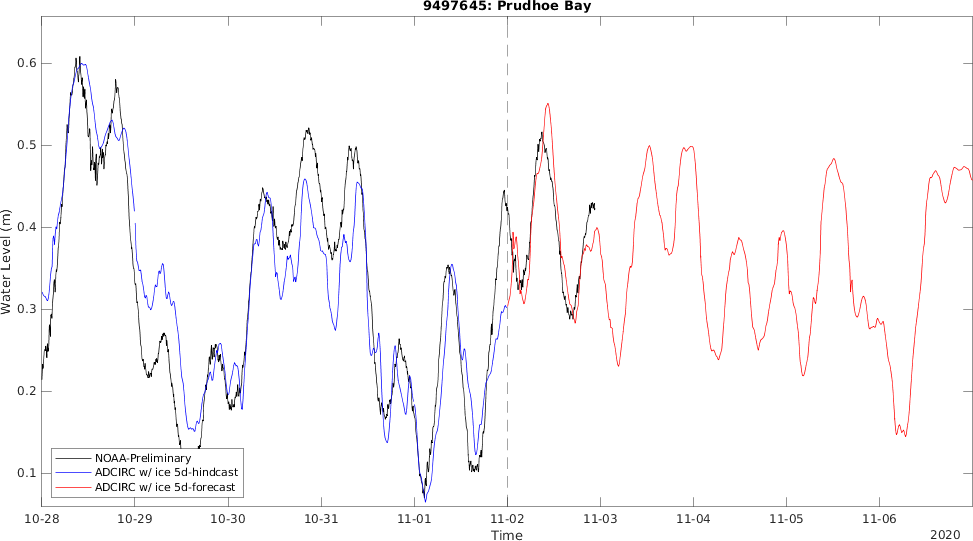 9497645: Prudhoe Bay
Water Level (m)
0.6
0.5
0.4
0.3
0.2
0.1
NOAA-Preliminary
ADCIRC w/ ice 5d-hindcast
ADCIRC w/ ice 5d-forecast
10-28 10-29 10-30 10-31 11-01 11-02 11-03 11-04 11-05 11-06
Time
2020